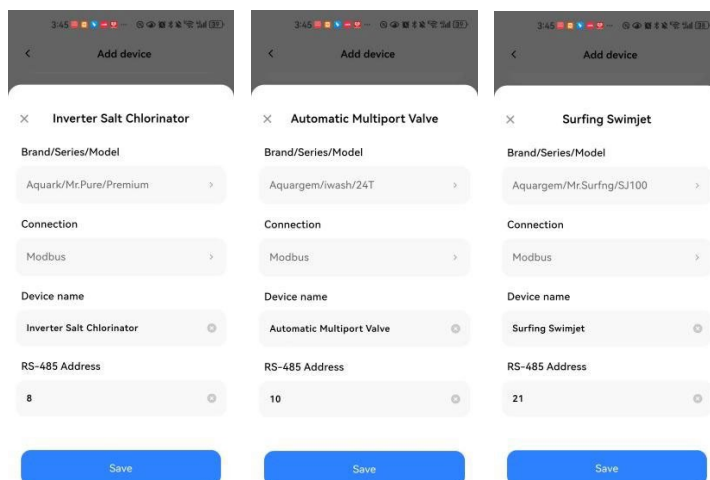 3:45
Add device
Inverter Salt Chlorinator
Brand/Series/Model
Aquark/Mr.Pure/Premium
Connection
Modbus
Device name
Inverter Salt Chlorinator
RS-485 Address
8
Save
3:45
Add device
Automatic Multiport Valve
Brand/Series/Model
Aquargem/iwash/24T
Connection
Modbus
Device name
Automatic Multiport Valve
RS-485 Address
10
Save
3:45
Add device
Surfing Swimjet
Brand/Series/Model
Aquargem/Mr.Surfng/SJ100
Connection
Modbus
Device name
Surfing Swimjet
RS-485 Address
21
Save